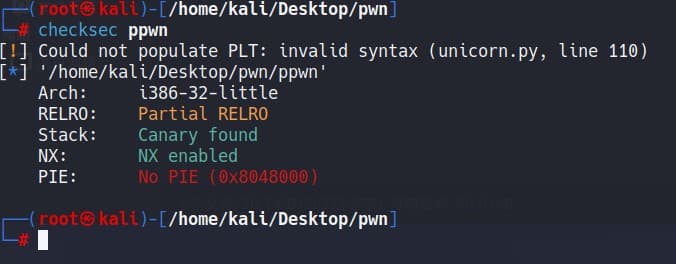 ┌──(root㉿kali)-[/home/kali/Desktop/pwn]
└─# checksec ppwn
[!] Could not populate PLT: invalid syntax (unicorn.py, line 110)
[*] '/home/kali/Desktop/pwn/ppwn'
    Arch:     i386-32-little
    RELRO:    Partial RELRO
    Stack:    Canary found
    NX:       NX enabled
    PIE:      No PIE (0x8048000)
┌──(root㉿kali)-[/home/kali/Desktop/pwn]
└─#